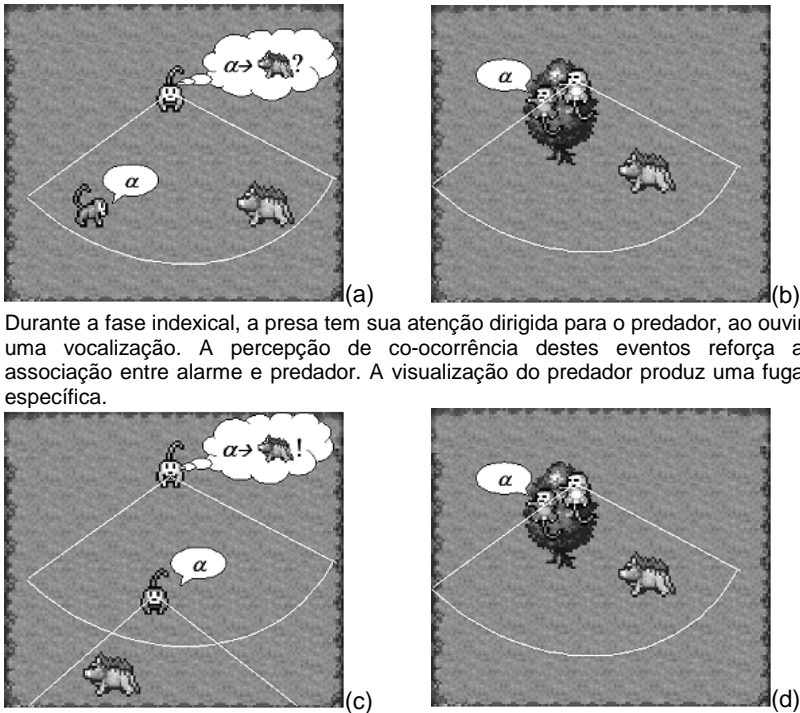 α→ ?
α
α
(a)
(b)
Durante a fase indexical, a presa tem sua atenção dirigida para o predador, ao ouvir
uma vocalização. A percepção de co-ocorrência destes eventos reforça a
associação entre alarme e predador. A visualização do predador produz uma fuga
específica.
α→ !
α
α
(c)
(d)